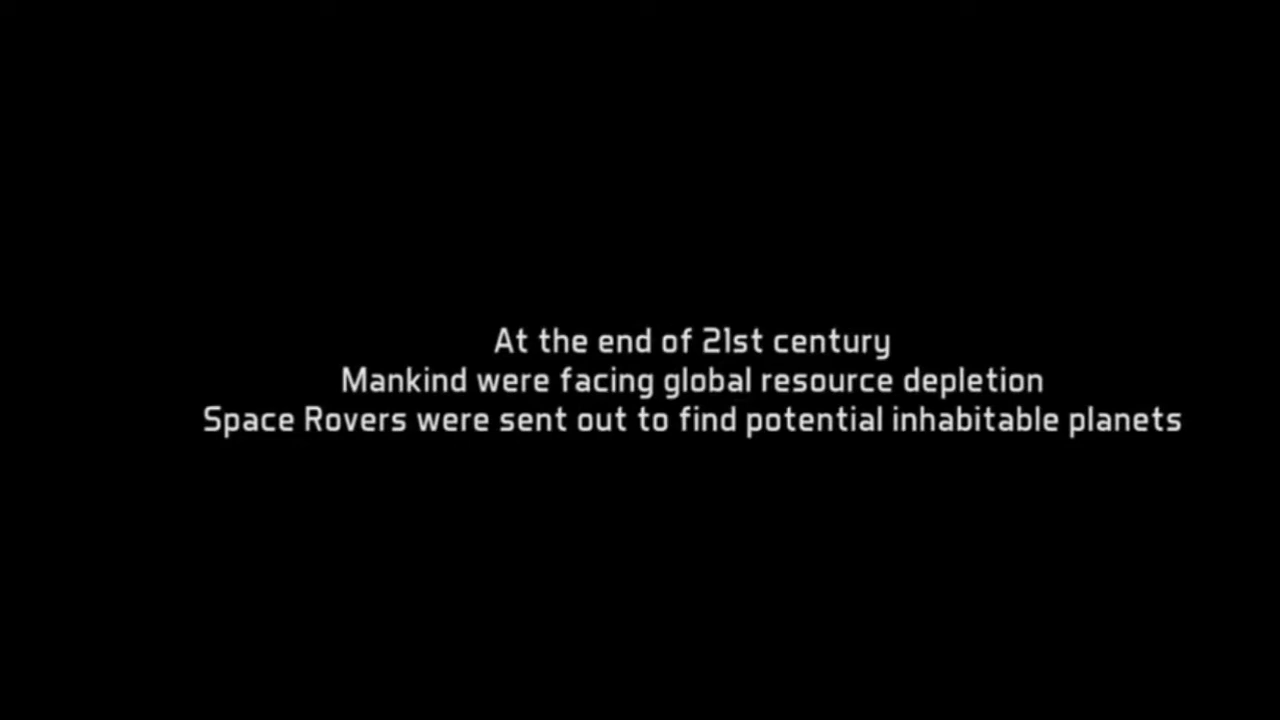 At the end of 21st century
Mankind were facing global resource depletion
Space Rovers were sent out to find potential inhabitable planets